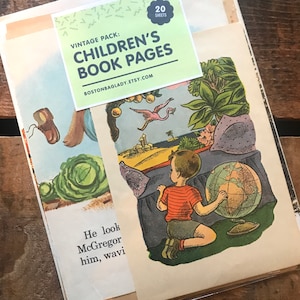 20
SHEETS
VINTAGE PACK:
CHILDREN'S
BOOK PAGES
BOSTONBAGLADY.ETSY.COM
He look
McGregor
him, wavi